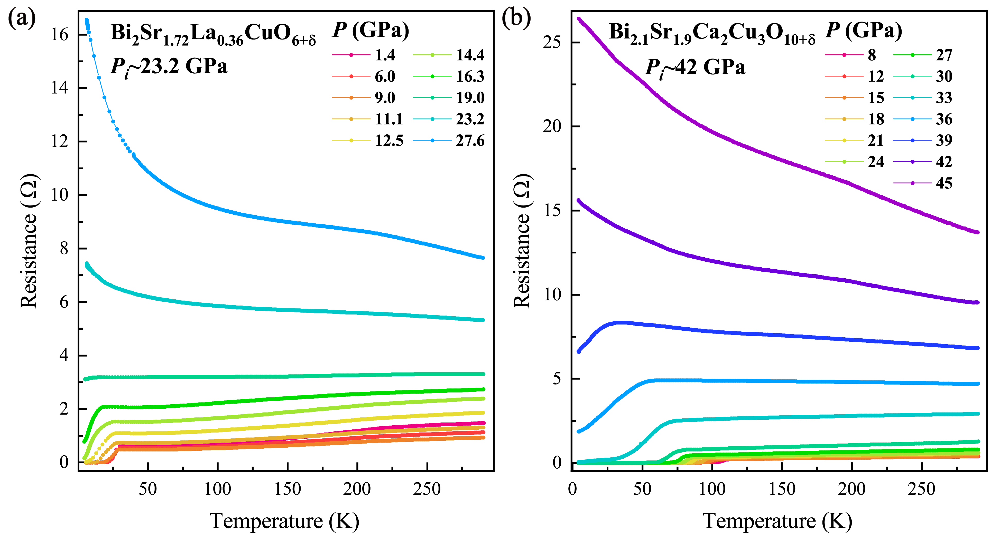 (a)
Bi2Sr1.72La0.36CuO6+δ
Pi~23.2 GPa
P (GPa)
1.4 14.4
6.0 16.3
9.0 19.0
11.1 23.2
12.5 27.6
16
14
12
10
8
6
4
2
0
Resistance (Ω)
50 100 150 200 250
Temperature (K)
(b)
Bi2.1Sr1.9Ca2Cu3O10+δ
Pi~42 GPa
P (GPa)
8 27
12 30
15 33
18 36
21 39
24 42
45
25
20
15
10
5
0
Resistance (Ω)
0 50 100 150 200 250
Temperature (K)